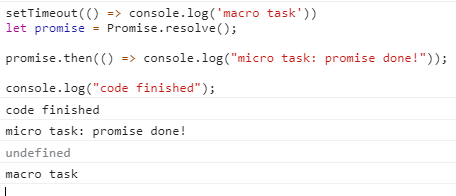 setTimeout(() => console.log('macro task'))
let promise = Promise.resolve();
promise.then(() => console.log("micro task: promise done!"));
console.log("code finished");
code finished
micro task: promise done!
undefined
macro task